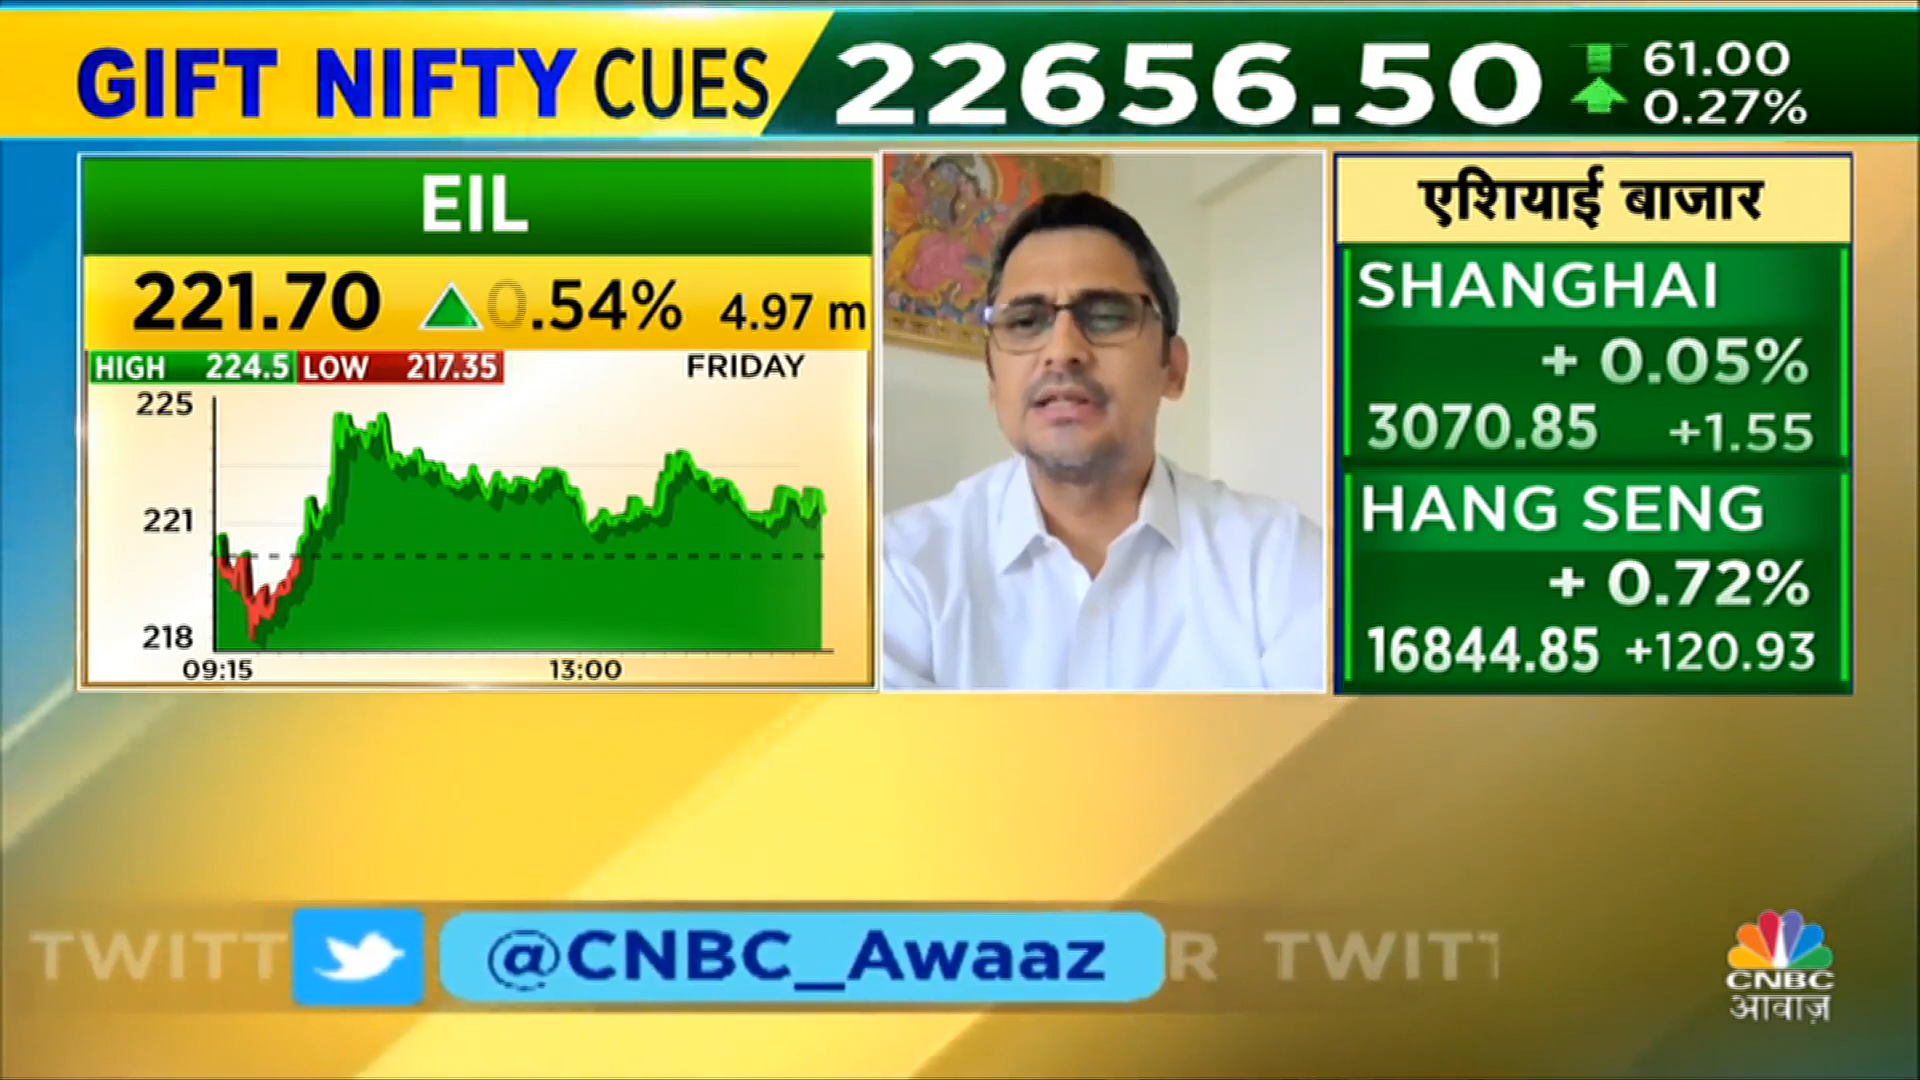 GIFT NIFTY CUES 22656.50 61.00
0.27%
EIL
221.70 0.54% 4.97 m
HIGH 224.5 LOW 217.35 FRIDAY
225
221
218
09:15 13:00
एशियाई बाजार
SHANGHAI
+ 0.05%
3070.85 +1.55
HANG SENG
+ 0.72%
16844.85 +120.93
TWITT @CNBC_Awaaz R TWITT
CNBC
आवाज़